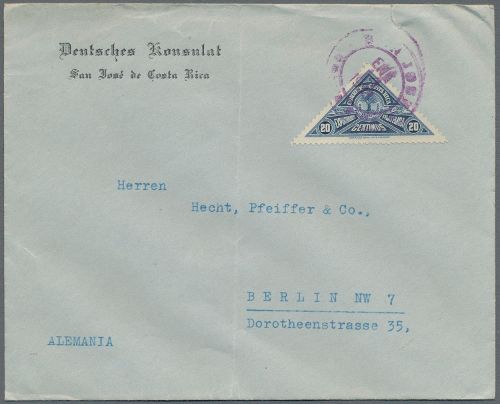 Deutsches Konsulat
San José de Costa Rica
ENE
20 CENTIMOS 20
Herren
Hecht, Pfeiffer & Co.,
BERLIN NW 7
Dorotheenstrasse 35,
ALEMANIA